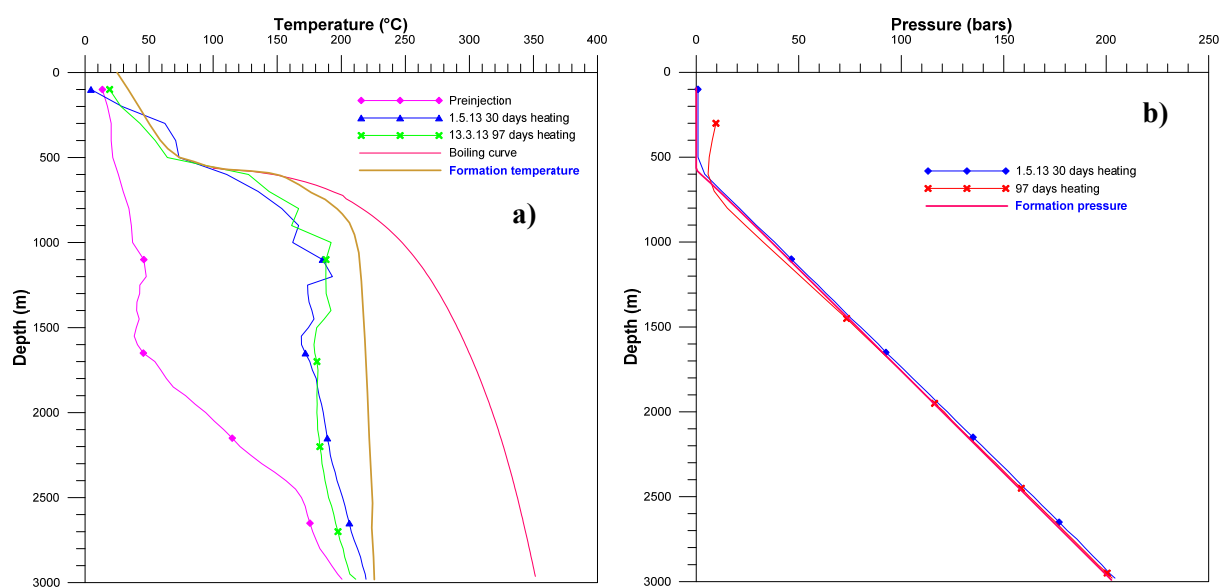 Temperature (°C)
0 50 100 150 200 250 300 350 400
0
500
1000
1500
2000
2500
3000
Depth (m)
Preinjection
1.5.13 30 days heating
13.3.13 97 days heating
Boiling curve
Formation temperature
a)
Pressure (bars)
0 50 100 150 200 250
0
500
1000
1500
2000
2500
3000
Depth (m)
b)
1.5.13 30 days heating
97 days heating
Formation pressure